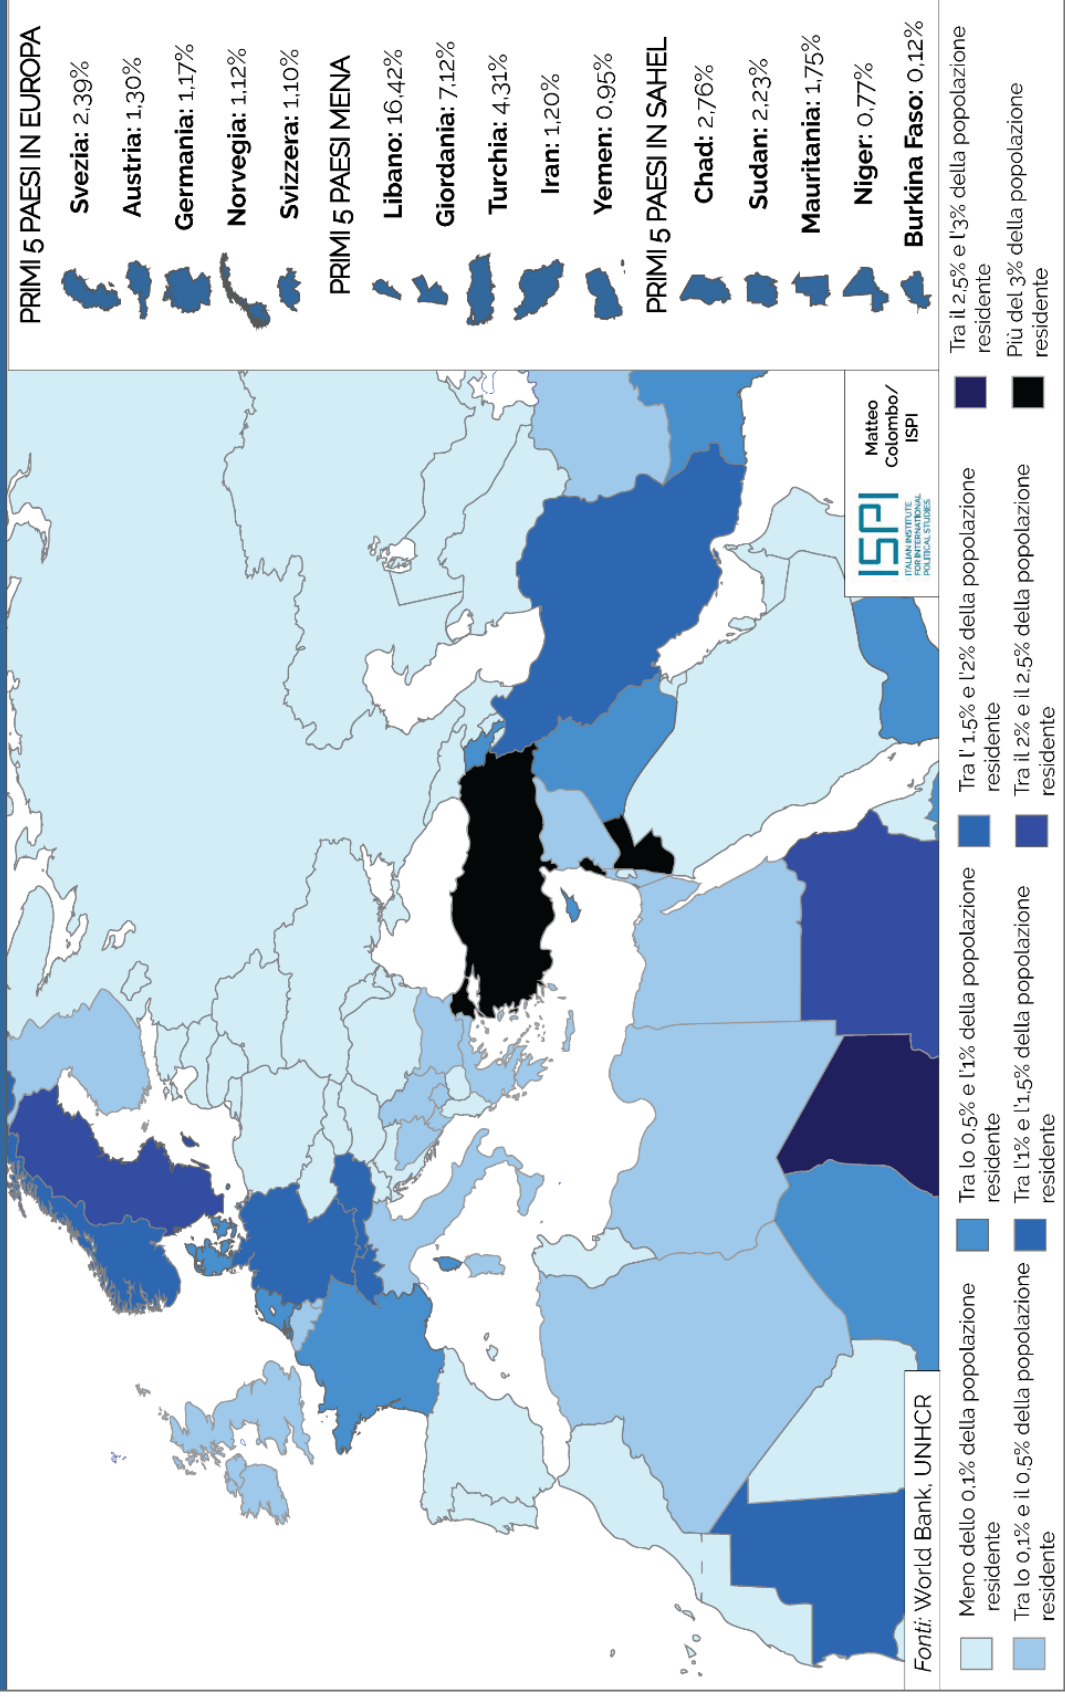 PRIMI 5 PAESI IN EUROPA
Svezia: 2,39%
Austria: 1,30%
Germania: 1,17%
Norvegia: 1,12%
Svizzera: 1,10%
PRIMI 5 PAESI MENA
Libano: 16,42%
Giordania: 7,12%
Turchia: 4,31%
Iran: 1,20%
Yemen: 0,95%
PRIMI 5 PAESI IN SAHEL
Chad: 2,76%
Sudan: 2,23%
Mauritania: 1,75%
Niger: 0,77%
Burkina Faso: 0,12%
ISPI
ITALIAN INSTITUTE
FOR INTERNATIONAL
POLITICAL STUDIES
Matteo
Colombo/
ISPI
Fonti: World Bank, UNHCR
Meno dello 0,1% della popolazione
residente
Tra lo 0,1% e il 0,5% della popolazione
residente
Tra lo 0,5% e l'1% della popolazione
residente
Tra l'1% e l'1,5% della popolazione
residente
Tra l'1,5% e l'2% della popolazione
residente
Tra il 2% e il 2,5% della popolazione
residente
Tra il 2,5% e l'3% della popolazione
residente
Più del 3% della popolazione
residente